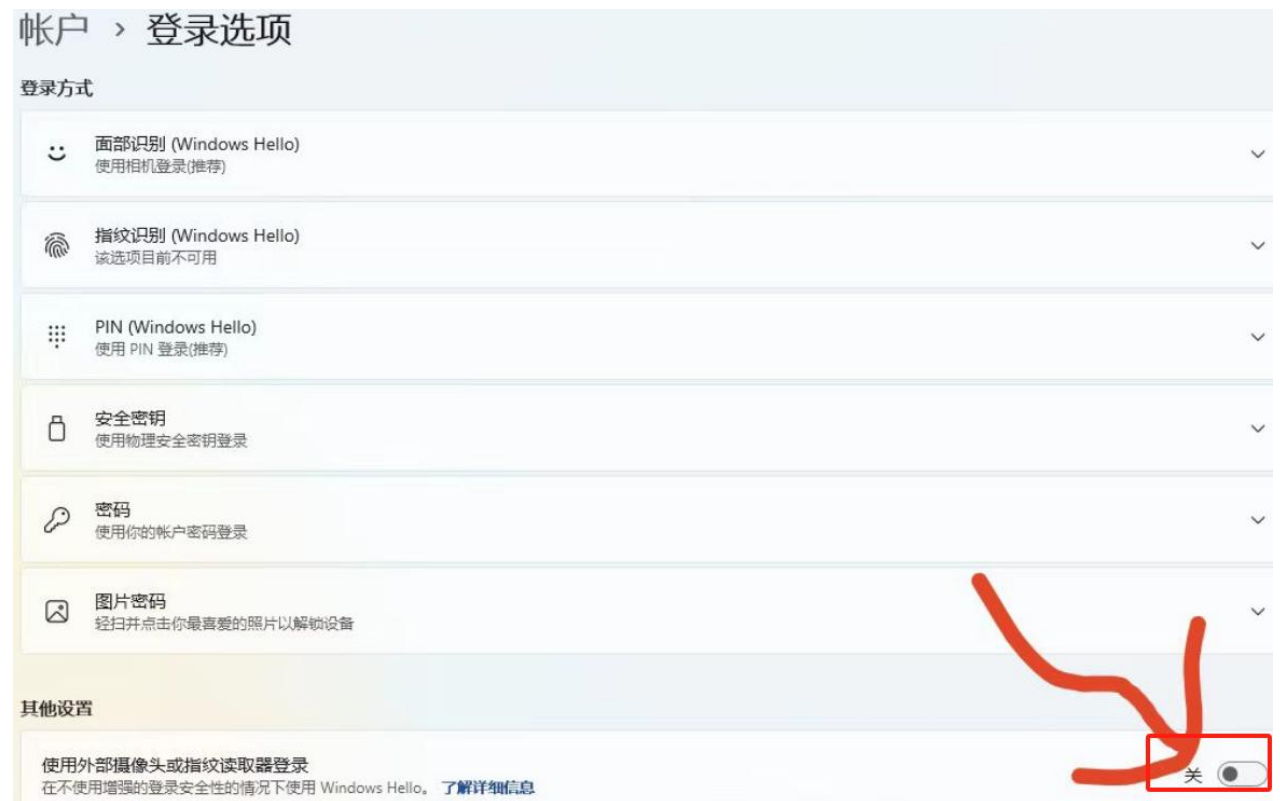 帐户 › 登录选项
登录方式
面部识别 (Windows Hello)
使用相机登录(推荐)
指纹识别 (Windows Hello)
该选项目前不可用
PIN (Windows Hello)
使用 PIN 登录(推荐)
安全密钥
使用物理安全密钥登录
密码
使用你的帐户密码登录
图片密码
轻扫并点击你最喜爱的照片以解锁设备
其他设置
使用外部摄像头或指纹读取器登录
关
在不使用增强的登录安全性的情况下使用 Windows Hello。 了解详细信息